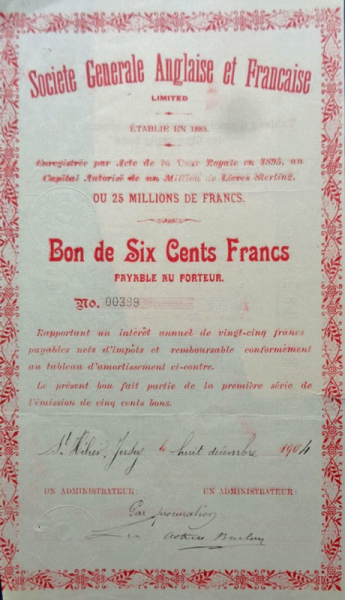 Societe Generale Anglaise et Francaise
LIMITED
ÉTABLIE EN 1885.
Enregistrée par Acte de la Cour Royale en 1895, au
Capital Autorisé de un Million de Livres Sterling,
OU 25 MILLIONS DE FRANCS.
Bon de Six Cents Francs
PAYABLE AU PORTEUR.
No. 00399
Rapportant un intérêt annuel de vingt-cinq francs
payables nets d'impots et remboursable conformément
au tableau d'amortissement ci-contre.
Le présent bon fait partie de la première série de
l'émission de cinq cents bons.
St Hélier, Jersey le huit décembre 1904
UN ADMINISTRATEUR: UN ADMINISTRATEUR:
Par procuration